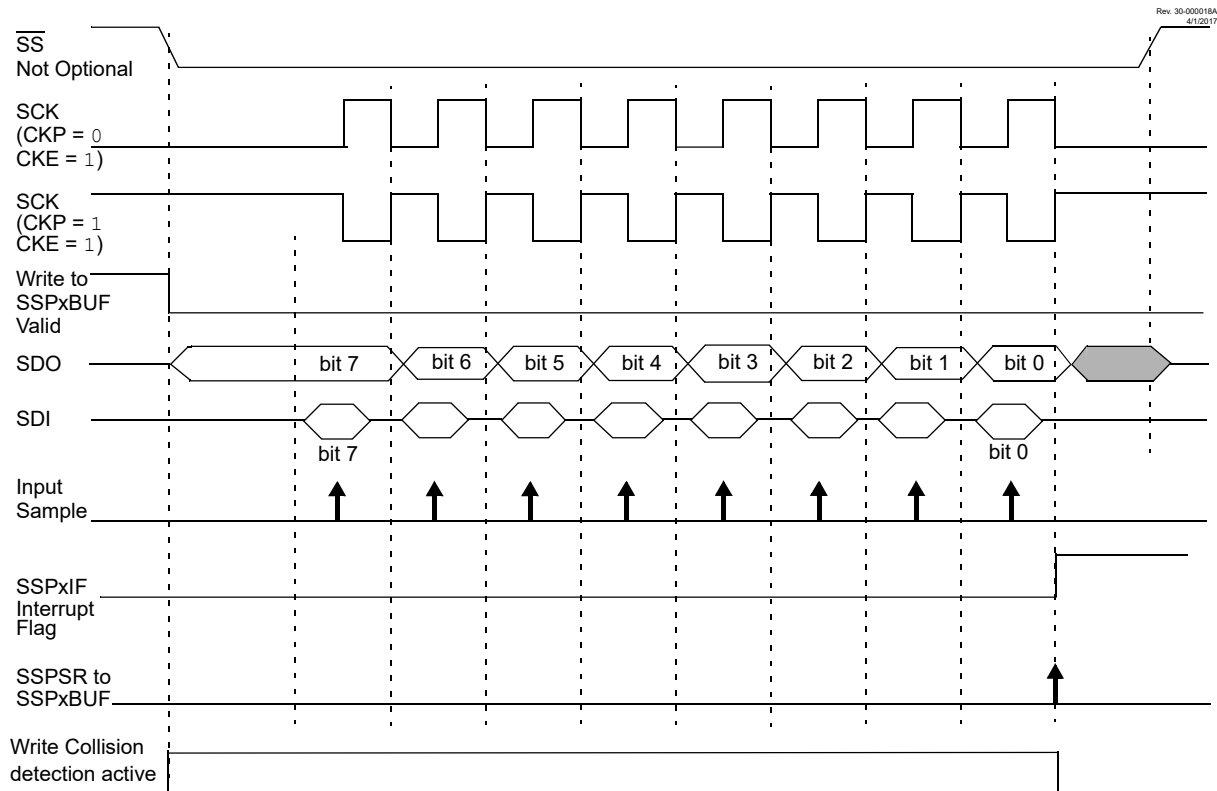 Rev. 30-000018A
4/1/2017
SS
Not Optional
SCK
(CKP = 0
CKE = 1)
SCK
(CKP = 1
CKE = 1)
Write to
SSPxBUF
Valid
SDO
bit 7 bit 6 bit 5 bit 4 bit 3 bit 2 bit 1 bit 0
SDI
bit 7 bit 0
Input
Sample
SSPxIF
Interrupt
Flag
SSPSR to
SSPxBUF
Write Collision
detection active